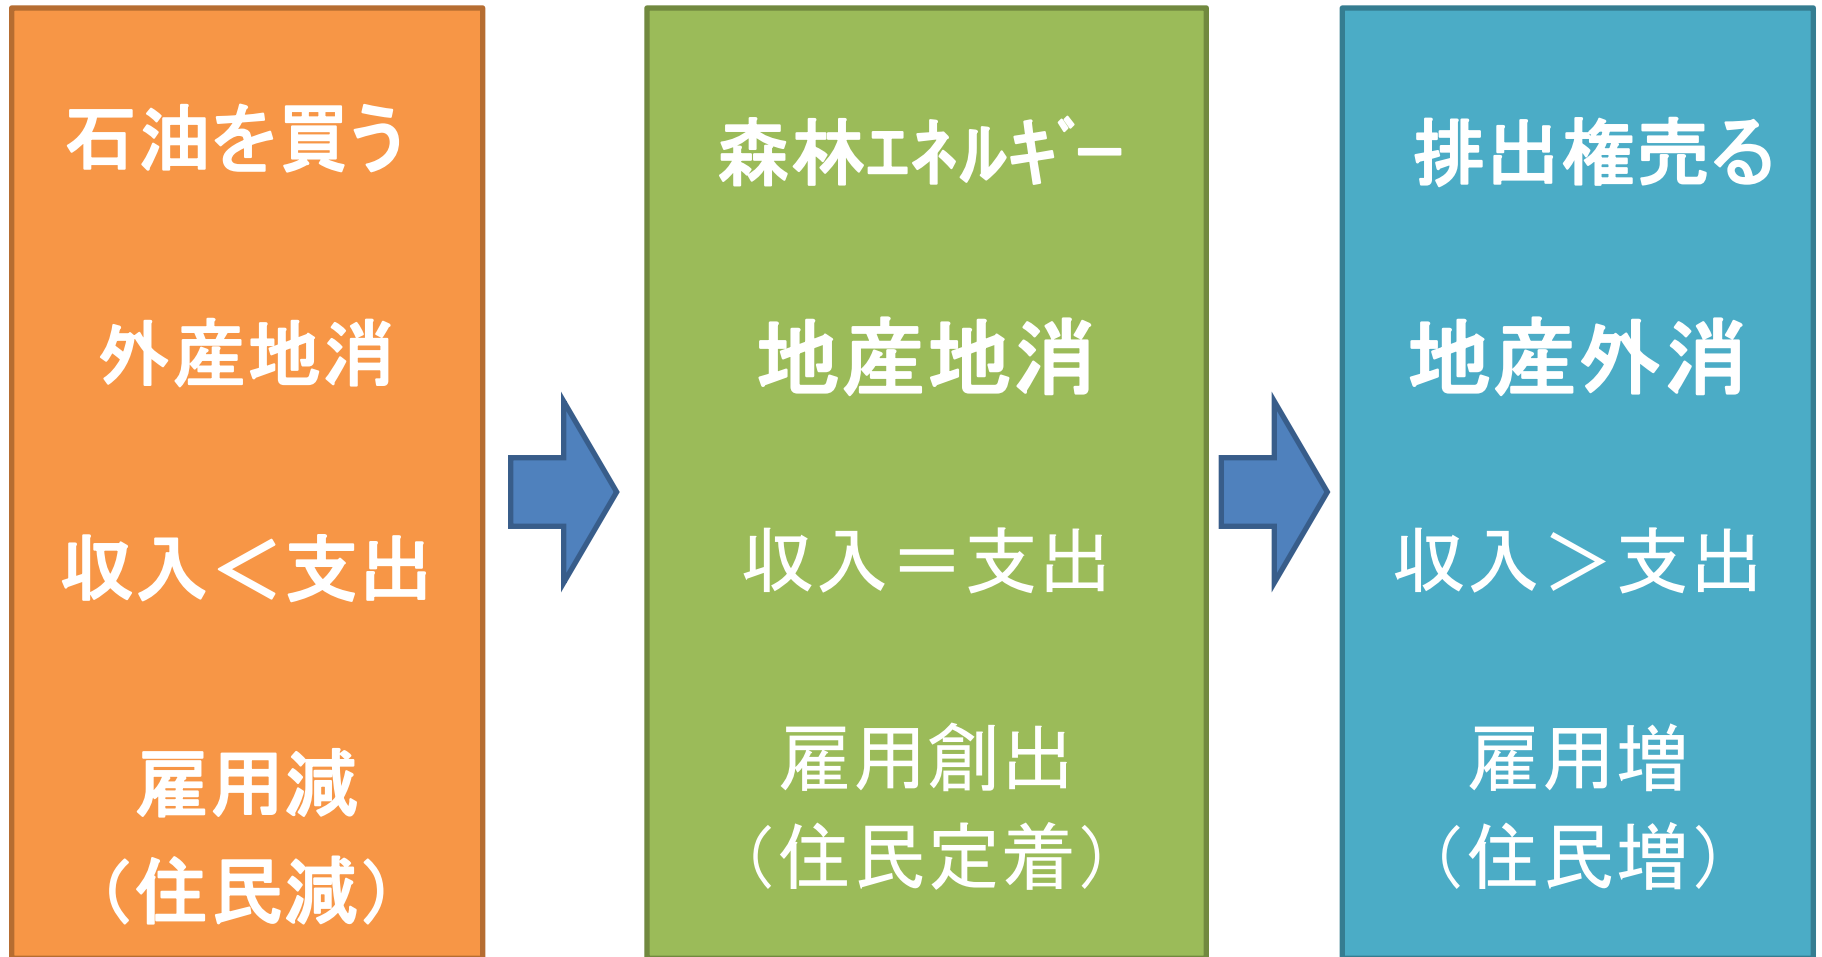 石油を買う
外産地消
収入＜支出
雇用減
（住民減）
森林ｴﾈﾙｷﾞｰ
地産地消
収入＝支出
雇用創出
（住民定着）
排出権売る
地産外消
収入＞支出
雇用増
（住民増）